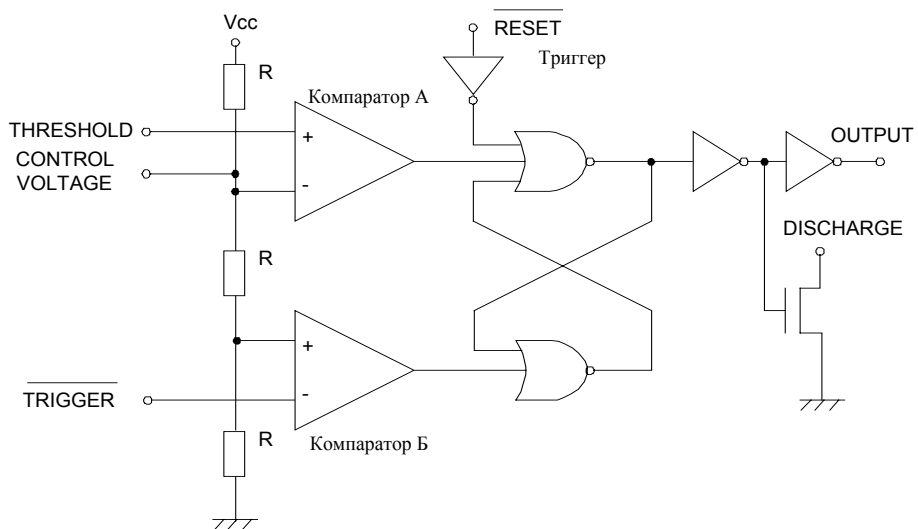 RESET
Триггер
Vcc
R
Компаратор А
THRESHOLD
+
CONTROL
VOLTAGE
-
OUTPUT
R
DISCHARGE
+
TRIGGER
-
R
Компаратор Б